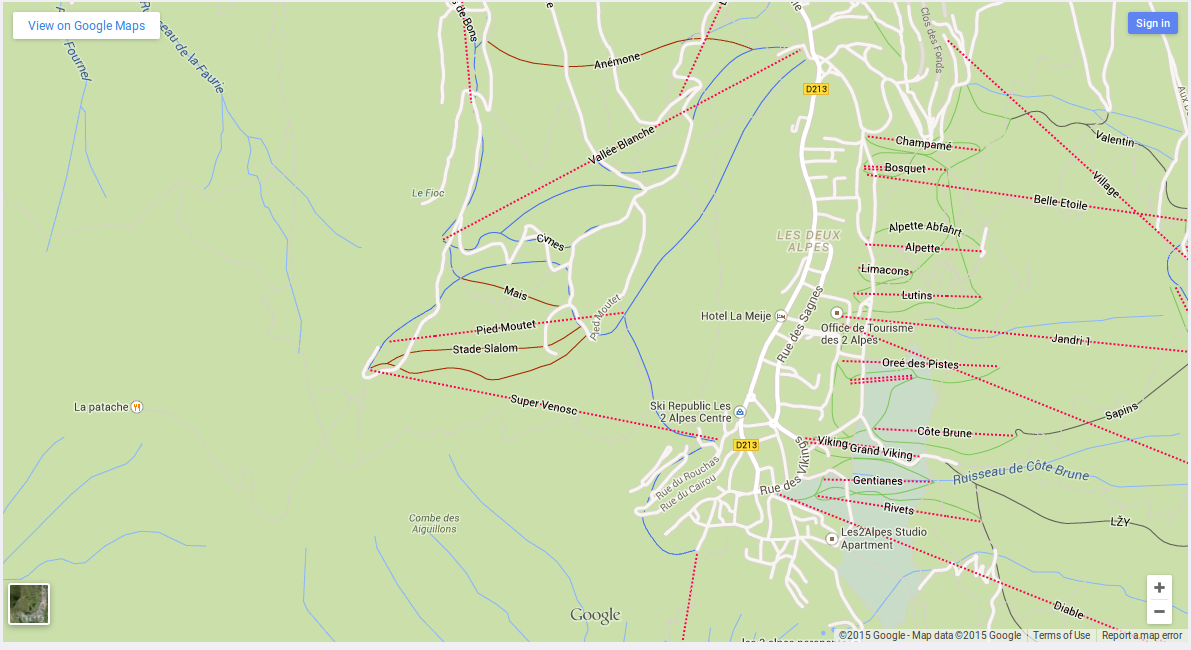 View on Google Maps
Sign in
Fournel
Ruisseau de la Faurie
de Bons
Clos des Fonds
Anémone
D213
Vallée Blanche
Champamé
Valentin
Bosquet
Village
Le Fioc
Belle Etoile
LES DEUX
ALPES
Alpette Abfahrt
Cvnes
Alpette
Limacons
Mais
Lutins
Pied Moutet
Pied Moutet
Hotel La Meije
Rue des Sagnes
Office de Tourisme
des 2 Alpes
Jandri 1
Stade Slalom
Oreé des Pistes
La patache
Super Venosc
Ski Republic Les
2 Alpes Centre
Sapins
Côte Brune
D213
Viking
Grand Viking
Rue des Vikings
Rue du Rouchas
Rue du Cairou
Ruisseau de Côte Brune
Gentianes
Rivets
Combe des
Aiguillons
LŽY
Les2Alpes Studio
Apartment
Diable
Google
©2015 Google - Map data ©2015 Google
Terms of Use
Report a map error